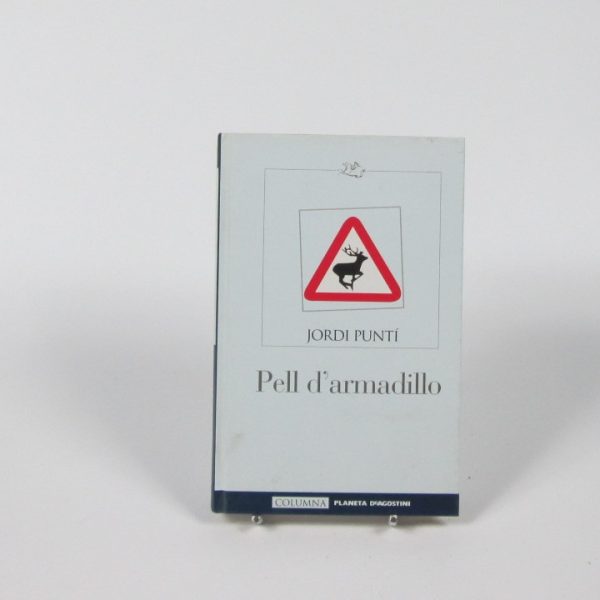 JORDI PUNTÍ
Pell d'armadillo
COLUMNA PLANETA DEAGOSTINI